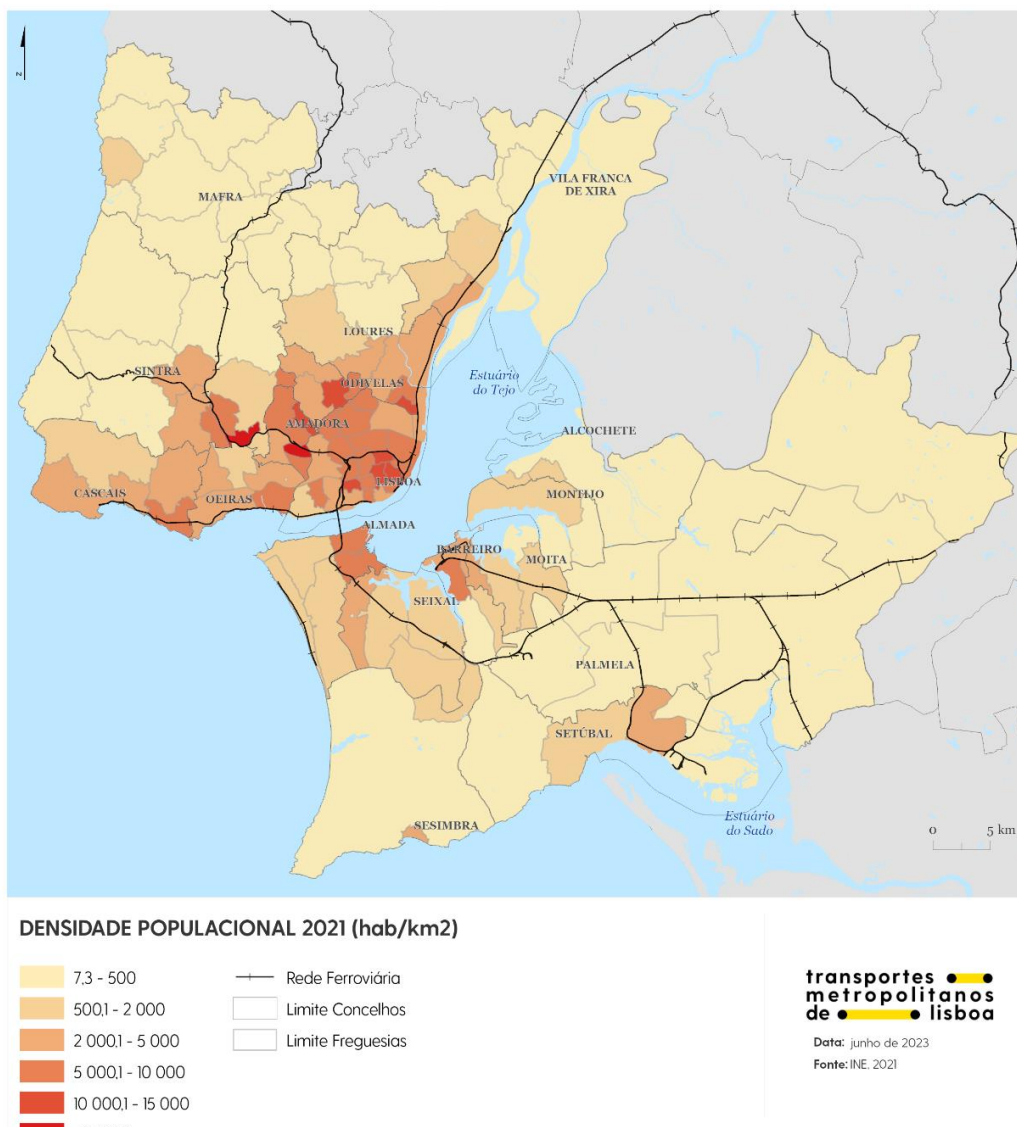 N
MAFRA
VILA FRANCA
DE XIRA
LOURES
SINTRA
ODIVELAS
Estuário
do Tejo
AMADORA
ALCOCHETE
LISBOA
CASCAIS
OEIRAS
MONTIJO
ALMADA
BARREIRO
MOITA
SEIXAL
PALMELA
SETÚBAL
SESIMBRA
Estuário
do Sado
0 5 km
DENSIDADE POPULACIONAL 2021 (hab/km2)
7,3 - 500
500,1 - 2 000
2 000,1 - 5 000
5 000,1 - 10 000
10 000,1 - 15 000
Rede Ferroviária
Limite Concelhos
Limite Freguesias
transportes
metropolitanos
de lisboa
Data: junho de 2023
Fonte: INE, 2021